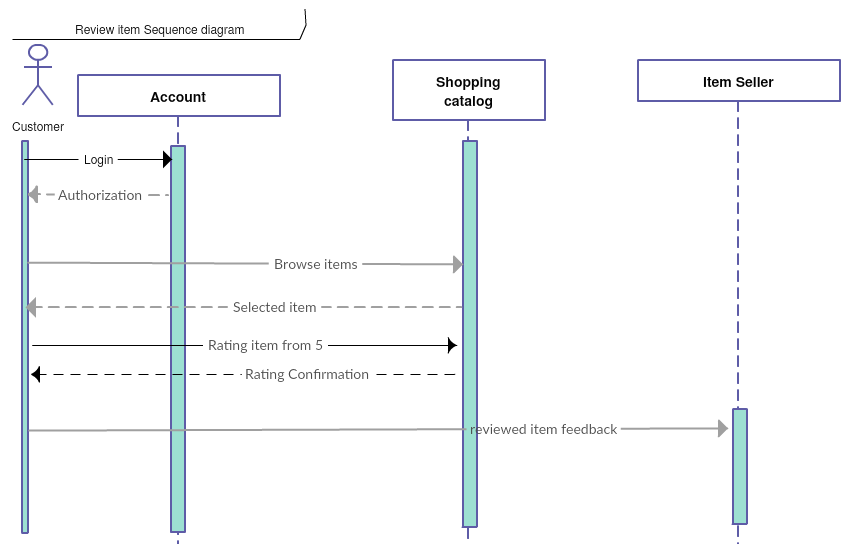 Review item Sequence diagram
Account
Shopping
catalog
Item Seller
Customer
Login
Authorization
Browse items
Selected item
Rating item from 5
Rating Confirmation
reviewed item feedback